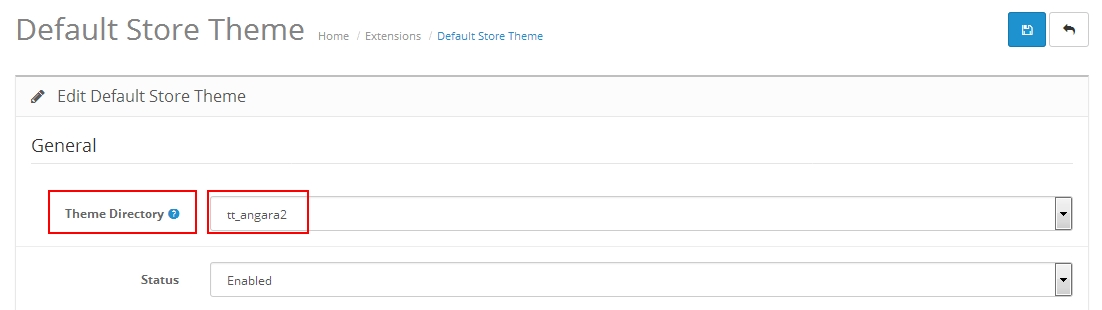 Default Store Theme Home / Extensions / Default Store Theme
Edit Default Store Theme
General
Theme Directory ? tt_angara2
Status Enabled